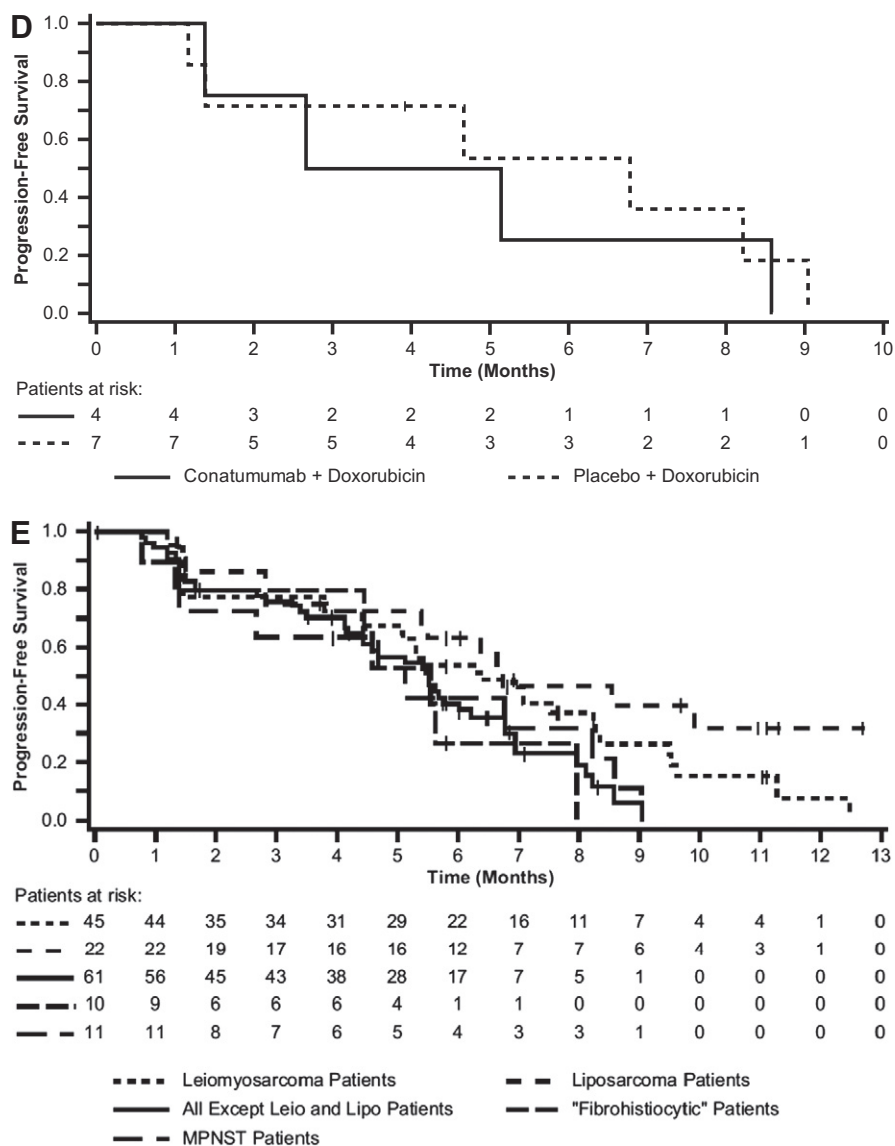 D
1.0
0.8
0.6
0.4
0.2
0.0
Progression-Free Survival
0 1 2 3 4 5 6 7 8 9 10
Time (Months)
Patients at risk:
4 4 3 2 2 2 1 1 1 0 0
7 7 5 5 4 3 3 2 2 1 0
Conatumumab + Doxorubicin Placebo + Doxorubicin
E
1.0
0.8
0.6
0.4
0.2
0.0
Progression-Free Survival
0 1 2 3 4 5 6 7 8 9 10 11 12 13
Time (Months)
Patients at risk:
45 44 35 34 31 29 22 16 11 7 4 4 1 0
22 22 19 17 16 16 12 7 7 6 4 3 1 0
61 56 45 43 38 28 17 7 5 1 0 0 0 0
10 9 6 6 6 4 1 1 0 0 0 0 0 0
11 11 8 7 6 5 4 3 3 1 0 0 0 0
Leiomyosarcoma Patients Liposarcoma Patients
All Except Leio and Lipo Patients "Fibrohistiocytic" Patients
MPNST Patients